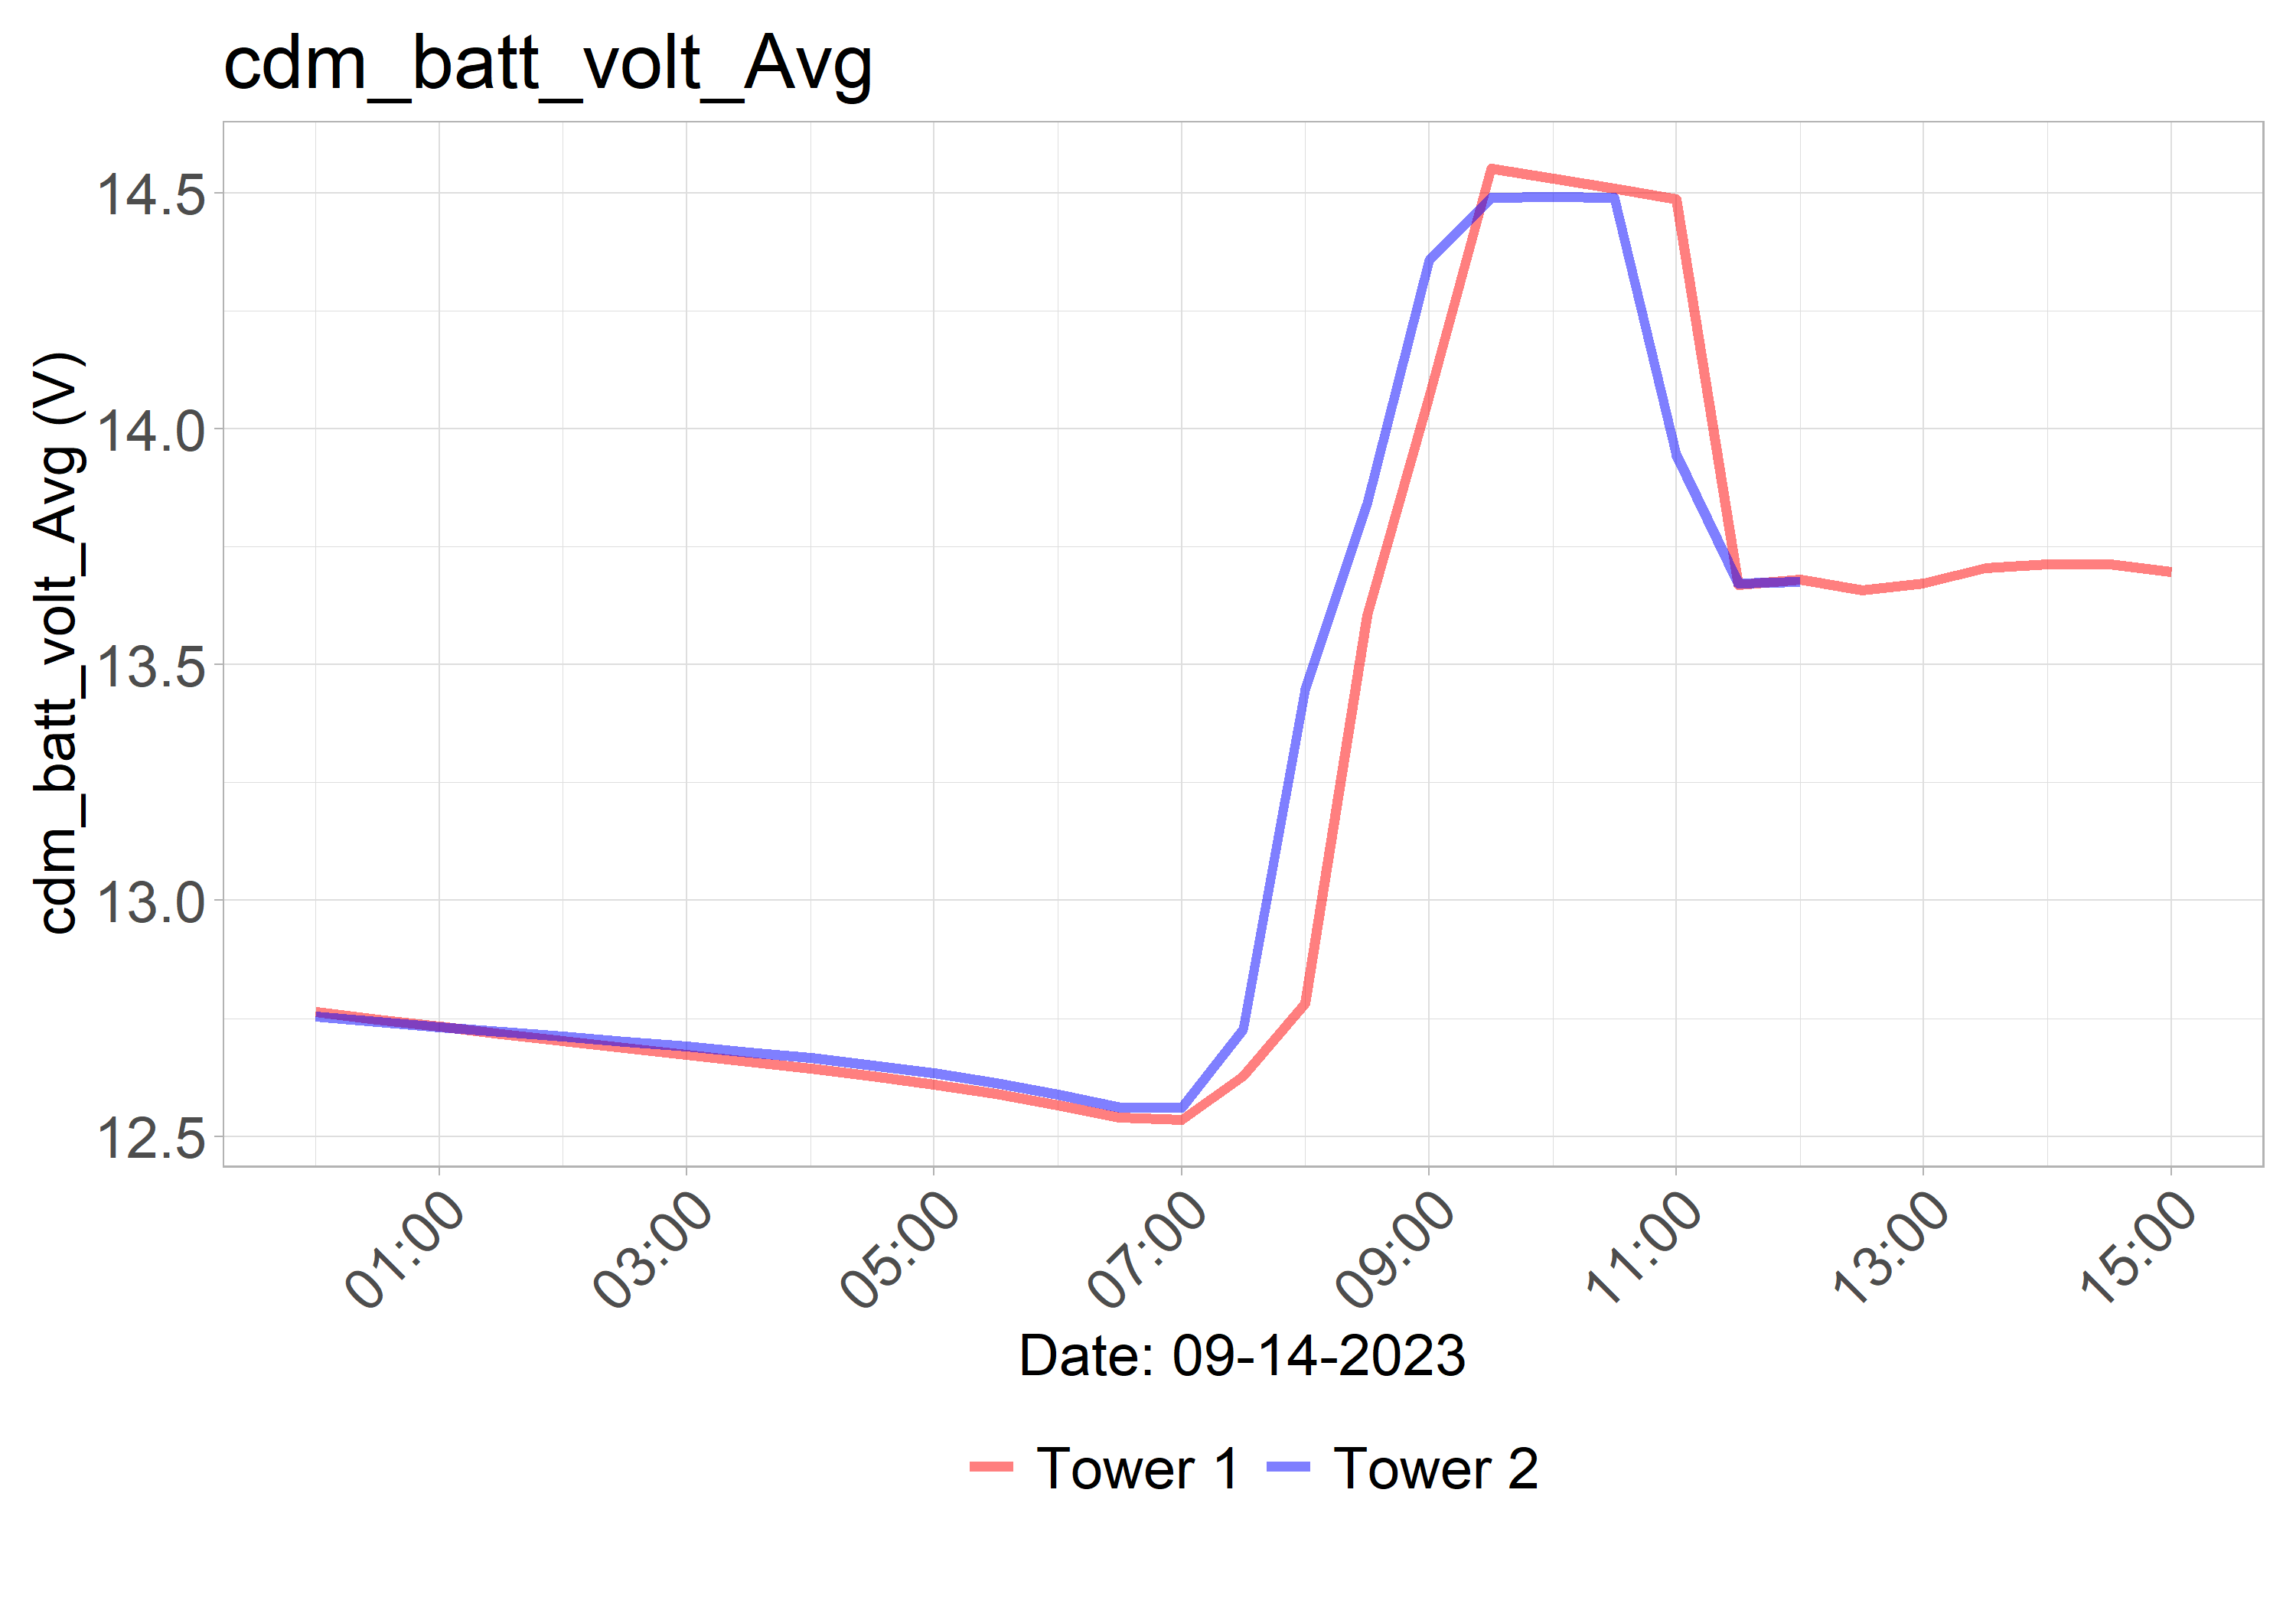 cdm_batt_volt_Avg
cdm_batt_volt_Avg (V)
14.5
14.0
13.5
13.0
12.5
01:00
03:00
05:00
07:00
09:00
11:00
13:00
15:00
Date: 09-14-2023
Tower 1
Tower 2